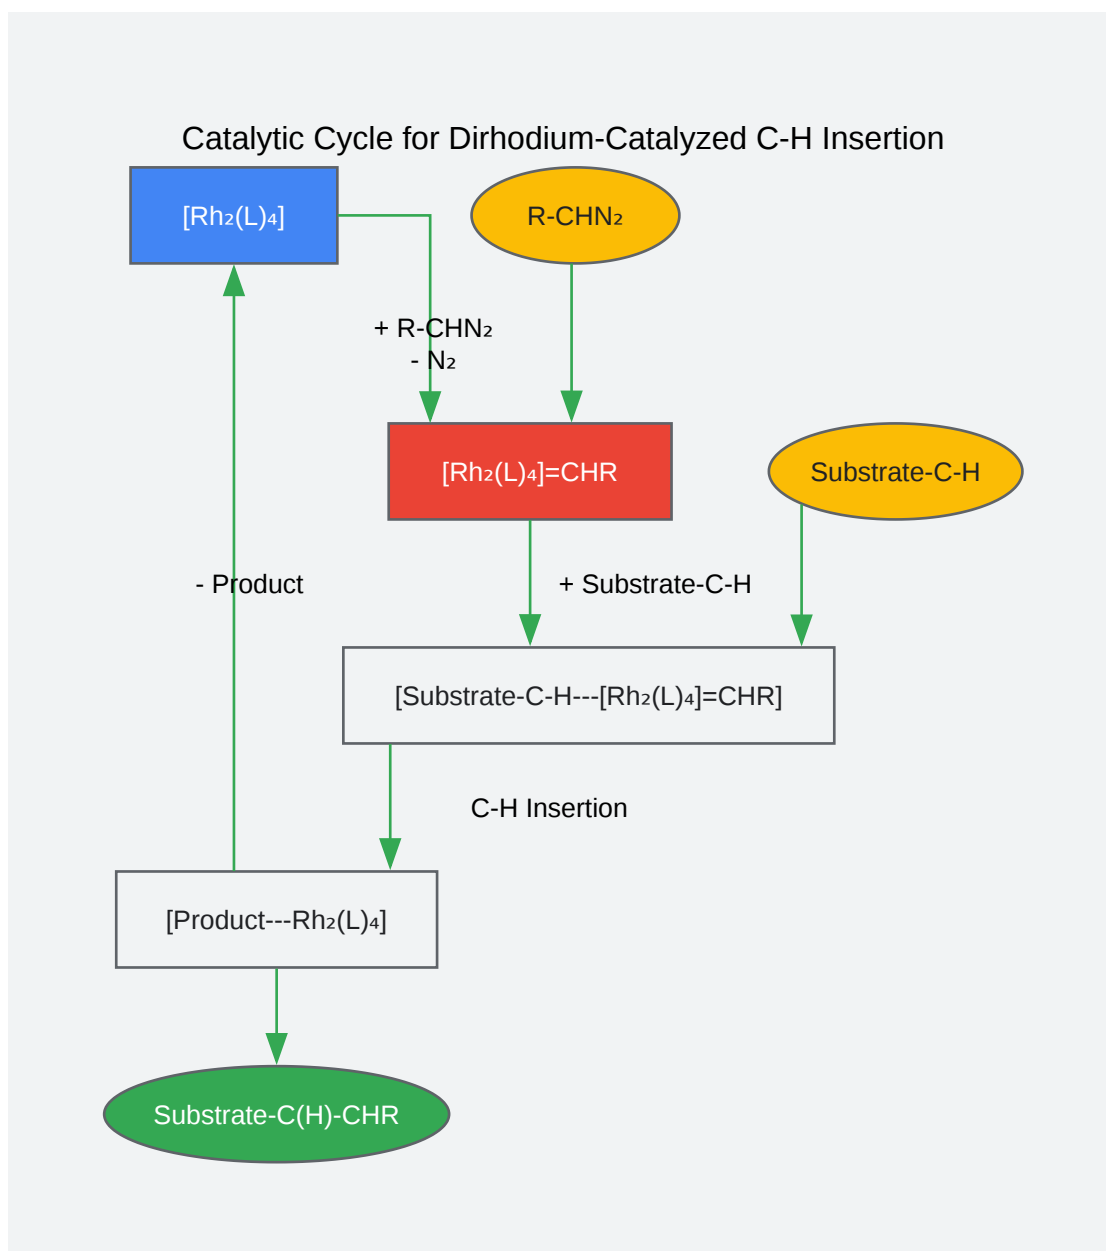 Catalytic Cycle for Dirhodium-Catalyzed C-H Insertion
[Rh₂(L)₄]
R-CHN₂
+ R-CHN₂
- N₂
[Rh₂(L)₄]=CHR
Substrate-C-H
- Product
+ Substrate-C-H
[Substrate-C-H---[Rh₂(L)₄]=CHR]
C-H Insertion
[Product---Rh₂(L)₄]
Substrate-C(H)-CHR